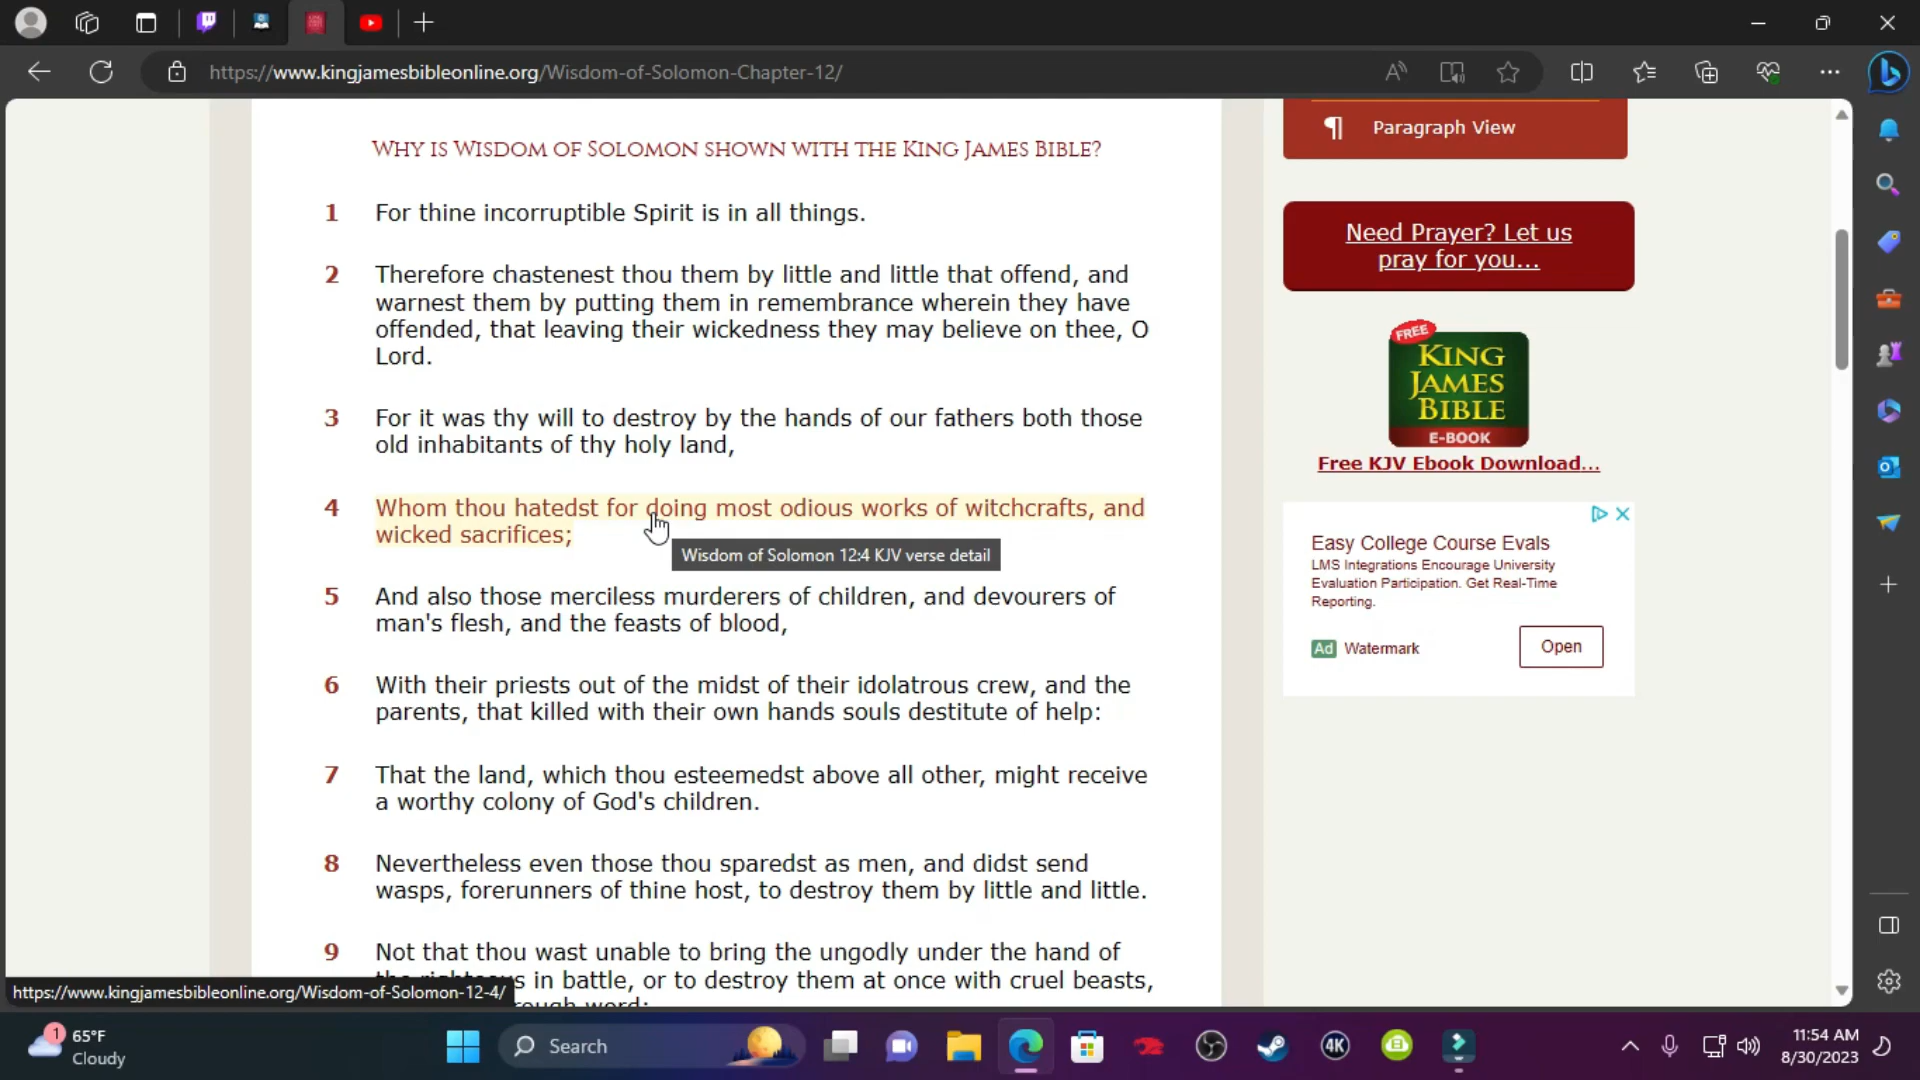 https://www.kingjamesbibleonline.org/Wisdom-of-Solomon-Chapter-12/
Why is Wisdom of Solomon shown with the King James Bible?
1 For thine incorruptible Spirit is in all things.
2 Therefore chastenest thou them by little and little that offend, and
warnest them by putting them in remembrance wherein they have
offended, that leaving their wickedness they may believe on thee, O
Lord.
3 For it was thy will to destroy by the hands of our fathers both those
old inhabitants of thy holy land,
4 Whom thou hatedst for doing most odious works of witchcrafts, and
wicked sacrifices;
Wisdom of Solomon 12:4 KJV verse detail
5 And also those merciless murderers of children, and devourers of
man's flesh, and the feasts of blood,
6 With their priests out of the midst of their idolatrous crew, and the
parents, that killed with their own hands souls destitute of help:
7 That the land, which thou esteemedst above all other, might receive
a worthy colony of God's children.
8 Nevertheless even those thou sparedst as men, and didst send
wasps, forerunners of thine host, to destroy them by little and little.
9 Not that thou wast unable to bring the ungodly under the hand of
in battle, or to destroy them at once with cruel beasts,
word:
https://www.kingjamesbibleonline.org/Wisdom-of-Solomon-12-4/
¶ Paragraph View
Need Prayer? Let us
pray for you...
FREE
KING
JAMES
BIBLE
E-BOOK
Free KJV Ebook Download...
Easy College Course Evals
LMS Integrations Encourage University
Evaluation Participation. Get Real-Time
Reporting.
Ad Watermark
Open
1
65°F
Cloudy
Search
4K
11:54 AM
8/30/2023